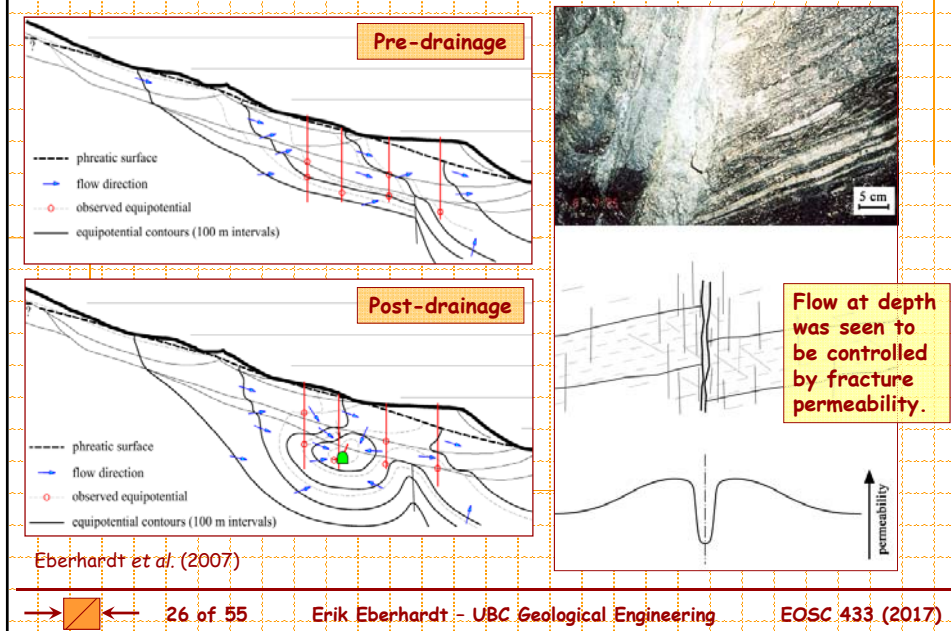 Pre-drainage
?
phreatic surface
flow direction
observed equipotential
equipotential contours (100 m intervals)
Post-drainage
?
phreatic surface
flow direction
observed equipotential
equipotential contours (100 m intervals)
Eberhardt et al. (2007)
5 cm
Flow at depth
was seen to
be controlled
by fracture
permeability.
permeability
26 of 55
Erik Eberhardt – UBC Geological Engineering
EOSC 433 (2017)